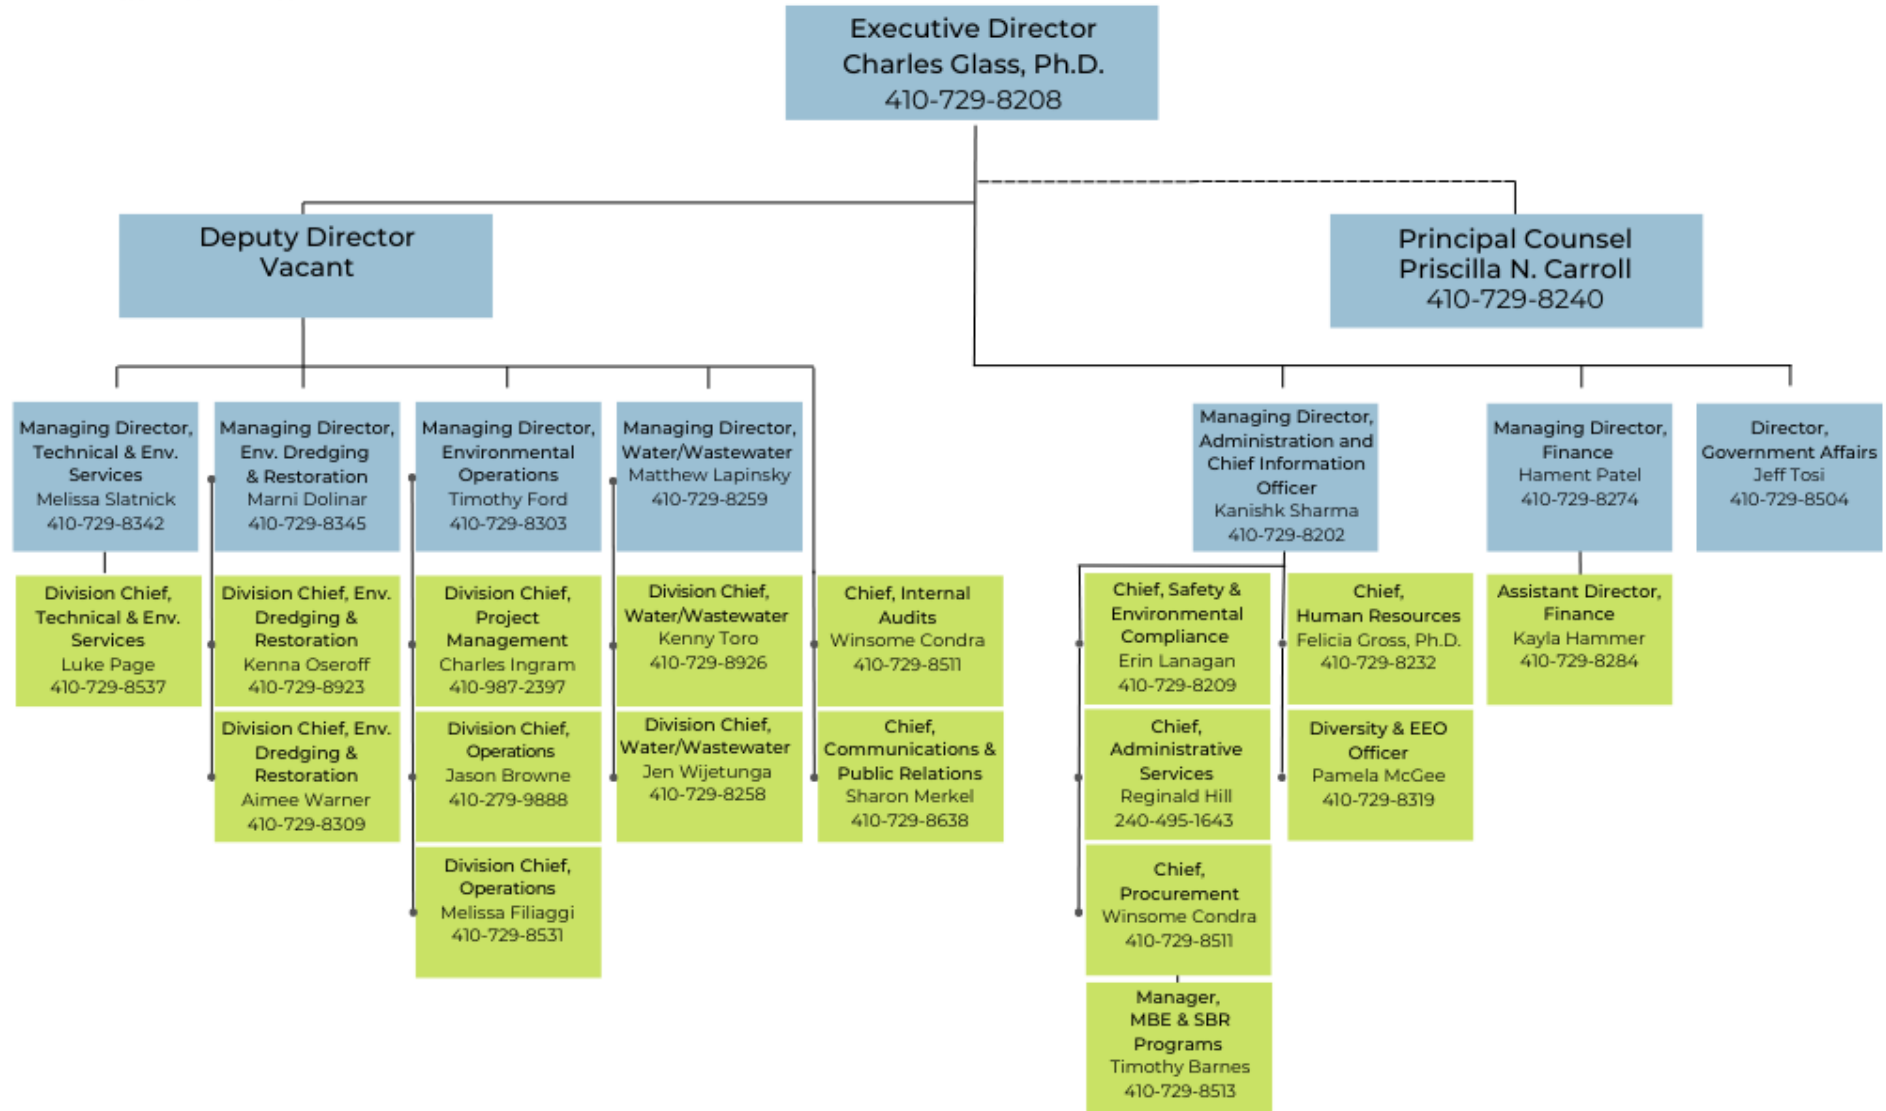 Executive Director
Charles Glass, Ph.D.
410-729-8208
Deputy Director
Vacant
Principal Counsel
Priscilla N. Carroll
410-729-8240
Managing Director,
Technical & Env.
Services
Melissa Slatnick
410-729-8342
Managing Director,
Env. Dredging
& Restoration
Marni Dolinar
410-729-8345
Managing Director,
Environmental
Operations
Timothy Ford
410-729-8303
Managing Director,
Water/Wastewater
Matthew Lapinsky
410-729-8259
Managing Director,
Administration and
Chief Information
Officer
Kanishk Sharma
410-729-8202
Managing Director,
Finance
Hament Patel
410-729-8274
Director,
Government Affairs
Jeff Tosi
410-729-8504
Division Chief,
Technical & Env.
Services
Luke Page
410-729-8537
Division Chief, Env.
Dredging &
Restoration
Kenna Oseroff
410-729-8923
Division Chief,
Project
Management
Charles Ingram
410-987-2397
Division Chief,
Water/Wastewater
Kenny Toro
410-729-8926
Chief, Internal
Audits
Winsome Condra
410-729-8511
Chief, Safety &
Environmental
Compliance
Erin Lanagan
410-729-8209
Chief,
Human Resources
Felicia Gross, Ph.D.
410-729-8232
Assistant Director,
Finance
Kayla Hammer
410-729-8284
Division Chief, Env.
Dredging &
Restoration
Aimee Warner
410-729-8309
Division Chief,
Operations
Jason Browne
410-279-9888
Division Chief,
Water/Wastewater
Jen Wijetunga
410-729-8258
Chief,
Communications &
Public Relations
Sharon Merkel
410-729-8638
Chief,
Administrative
Services
Reginald Hill
240-495-1643
Diversity & EEO
Officer
Pamela McGee
410-729-8319
Division Chief,
Operations
Melissa Filiaggi
410-729-8531
Chief,
Procurement
Winsome Condra
410-729-8511
Manager,
MBE & SBR
Programs
Timothy Barnes
410-729-8513